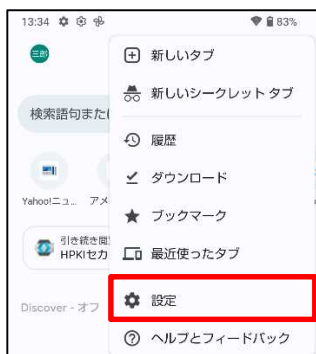 13:34 83%
三郎
新しいタブ
新しいシークレット タブ
検索語句または
履歴
ダウンロード
Yahoo!ニュ... アメ
ブックマーク
引き続き閲
HPKIセカ
最近使ったタブ
設定
Discover - オフ
ヘルプとフィードバック